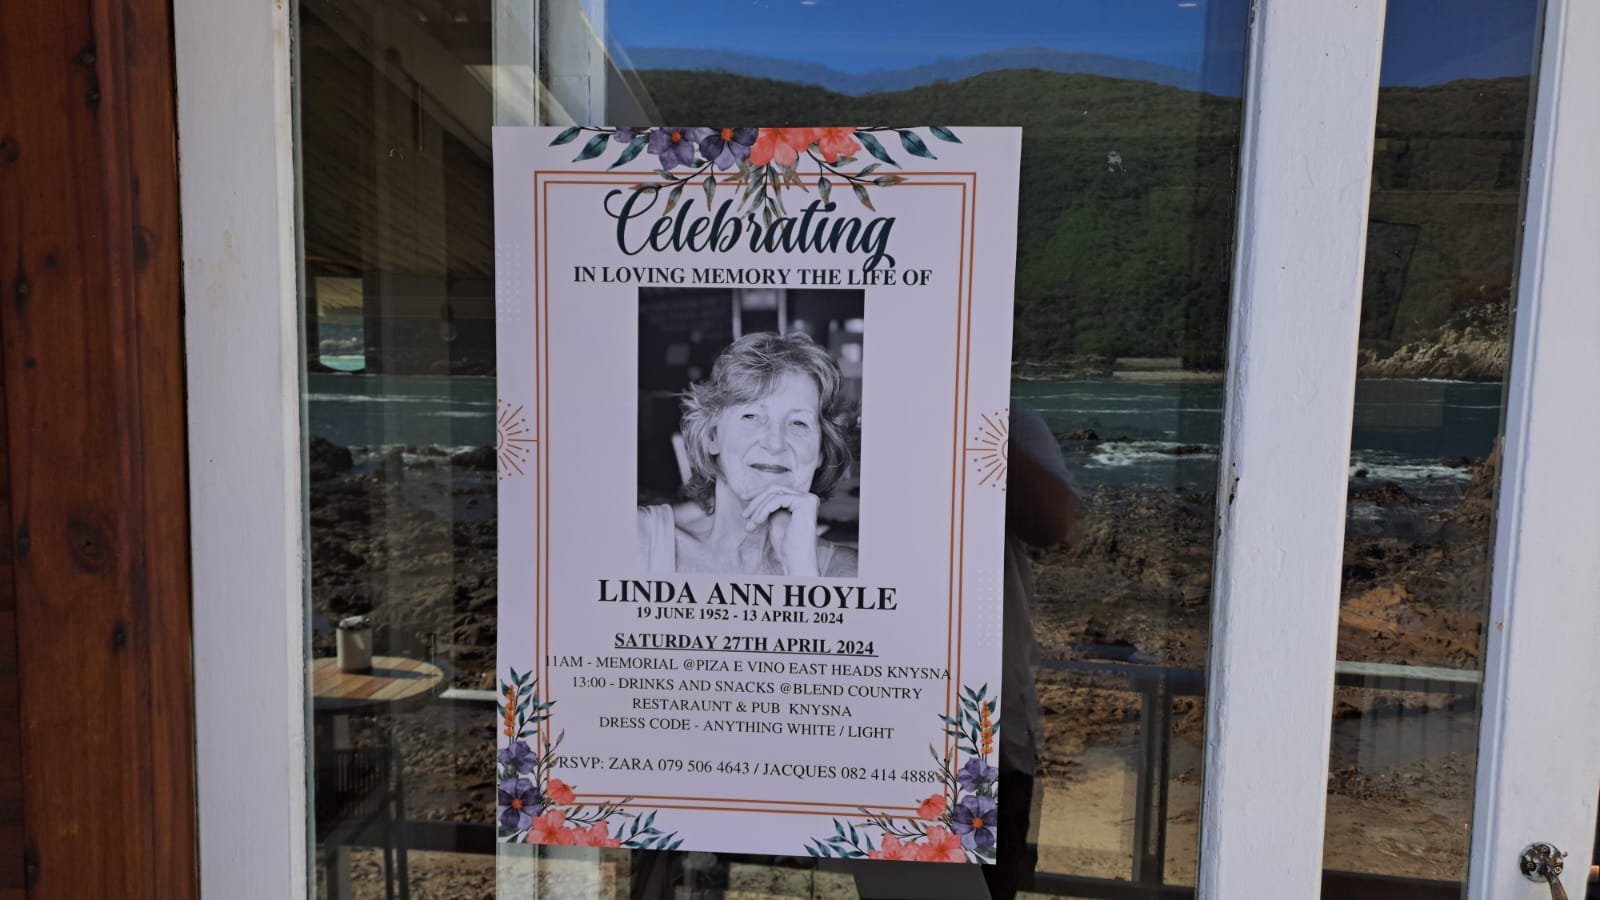 Celebrating
IN LOVING MEMORY THE LIFE OF
LINDA ANN HOYLE
19 JUNE 1952 - 13 APRIL 2024
SATURDAY 27TH APRIL 2024
11AM - MEMORIAL @PIZA E VINO EAST HEADS KNYSNA
13:00 - DRINKS AND SNACKS @BLEND COUNTRY
RESTARAUNT & PUB KNYSNA
DRESS CODE - ANYTHING WHITE / LIGHT
RSVP: ZARA 079 506 4643 / JACQUES 082 414 4888